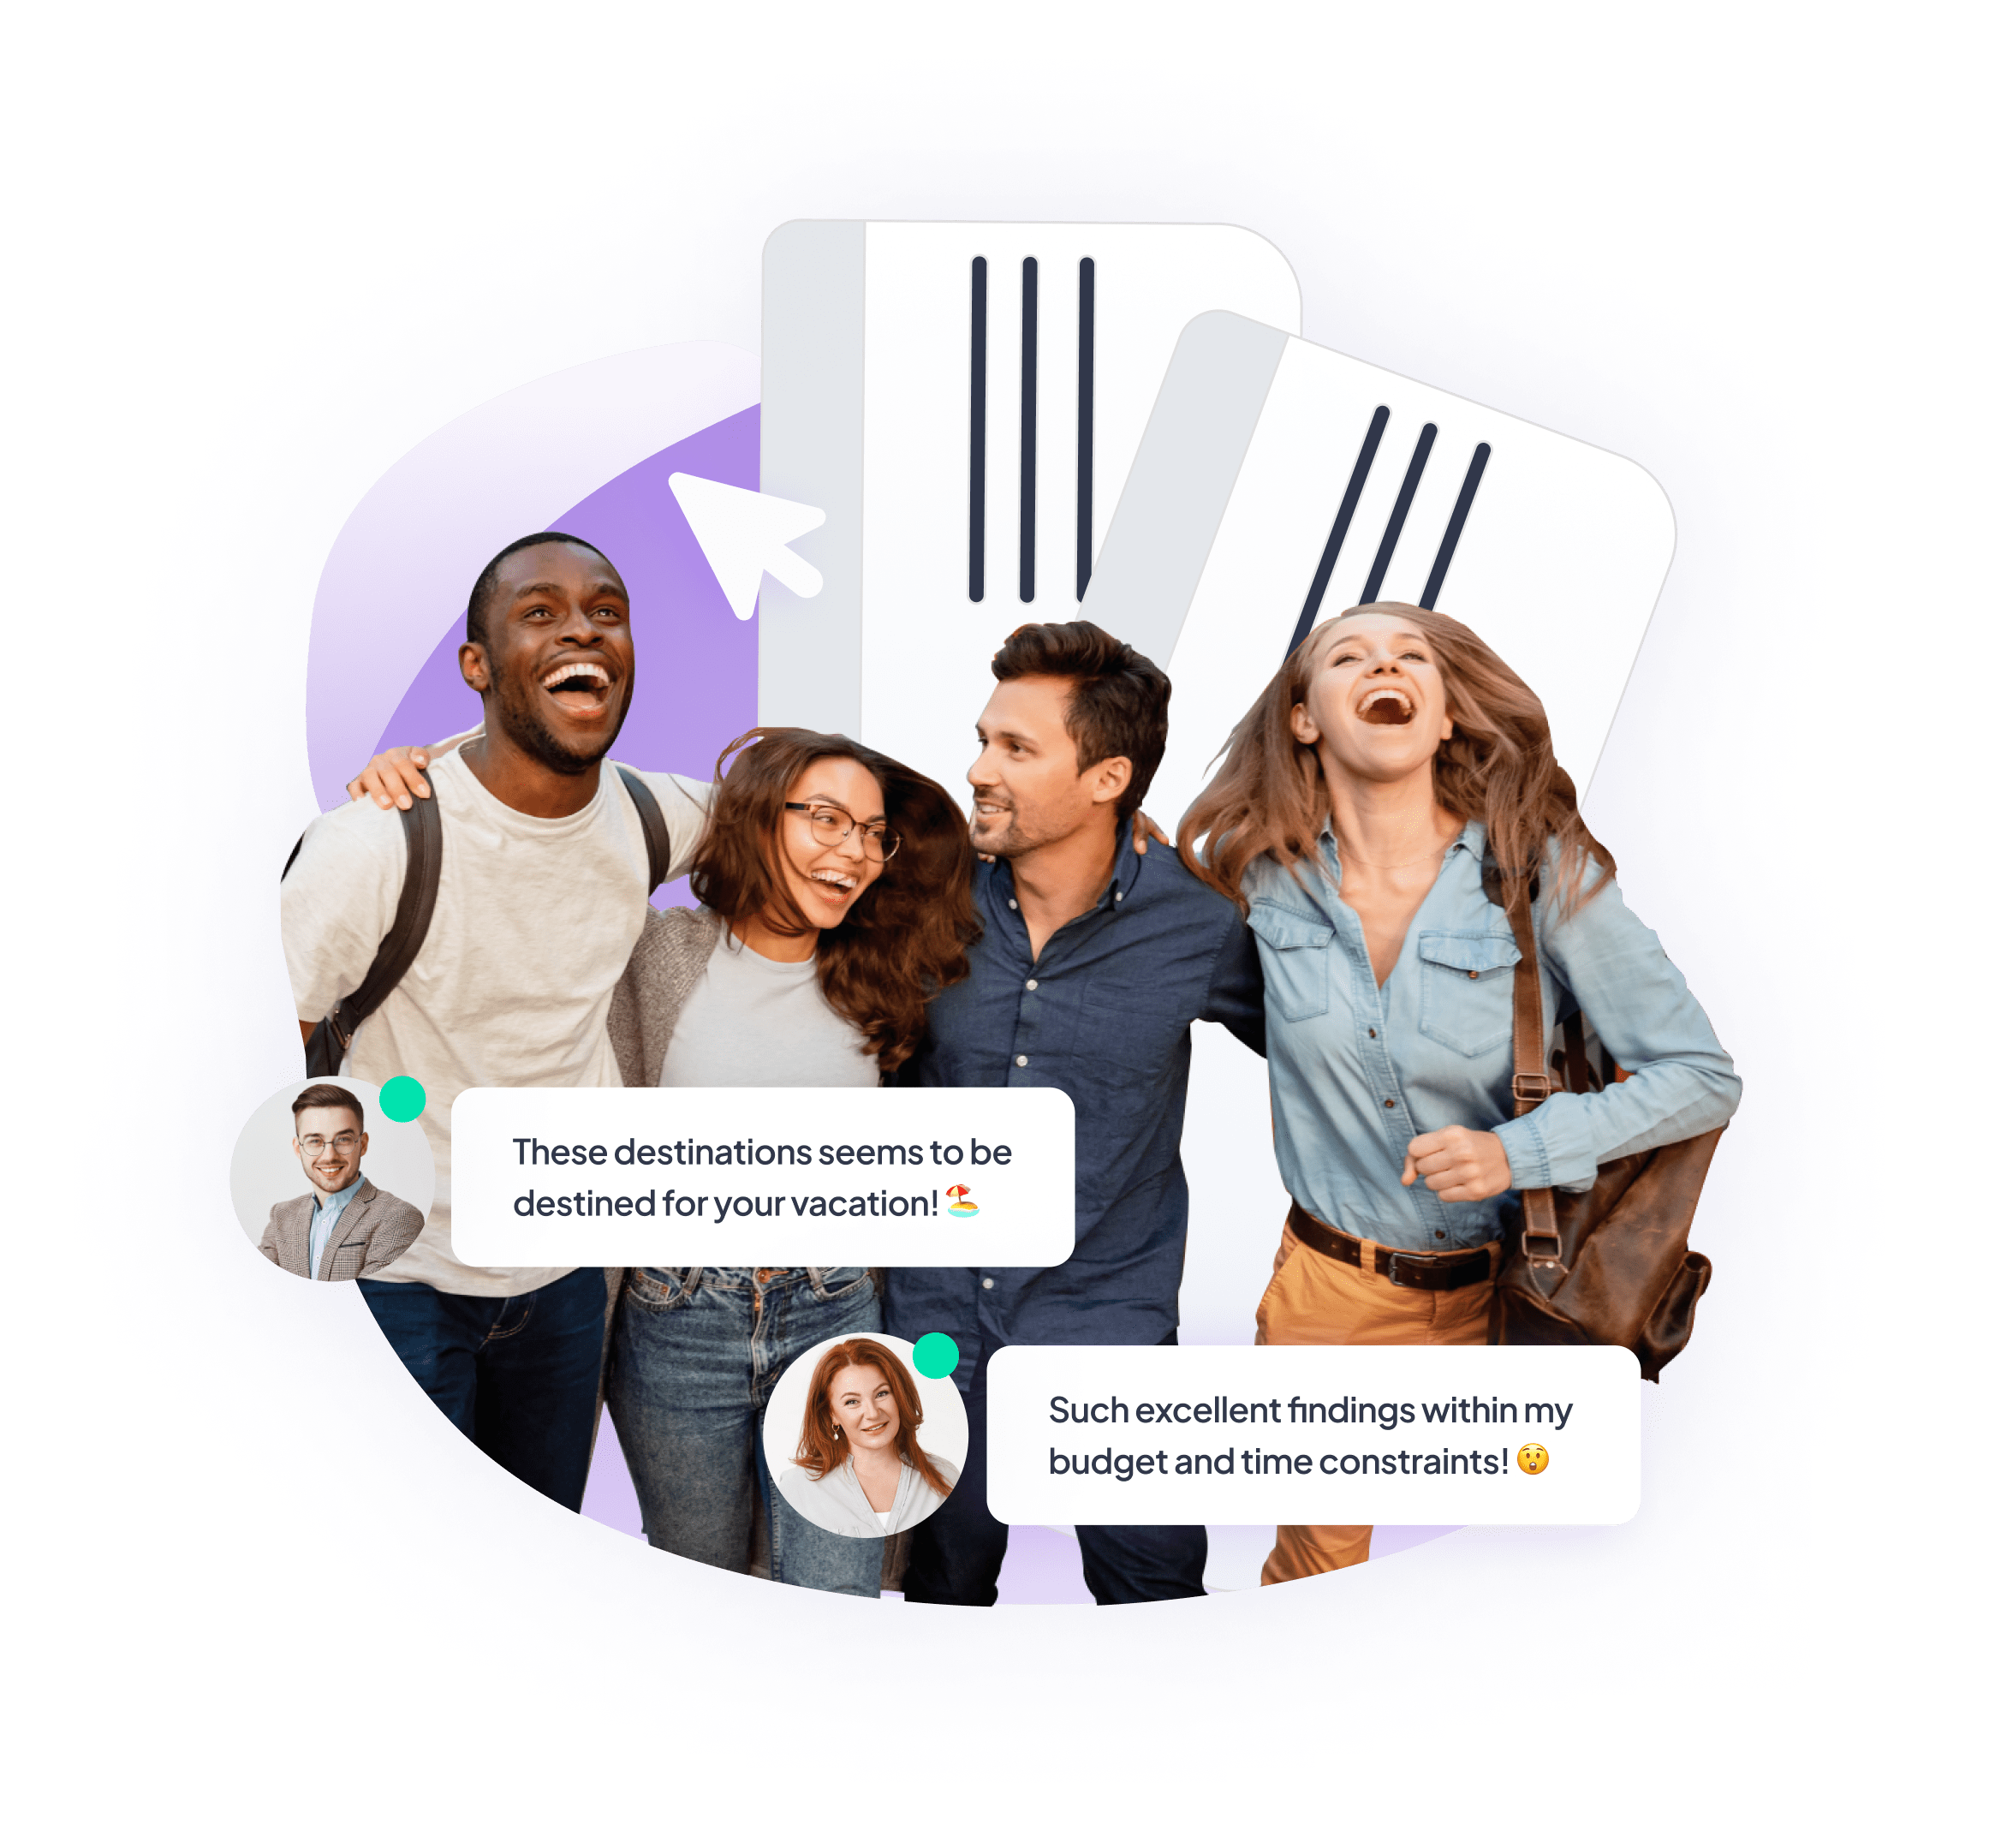 These destinations seems to be
destined for your vacation! 🏖️
Such excellent findings within my
budget and time constraints! 😲